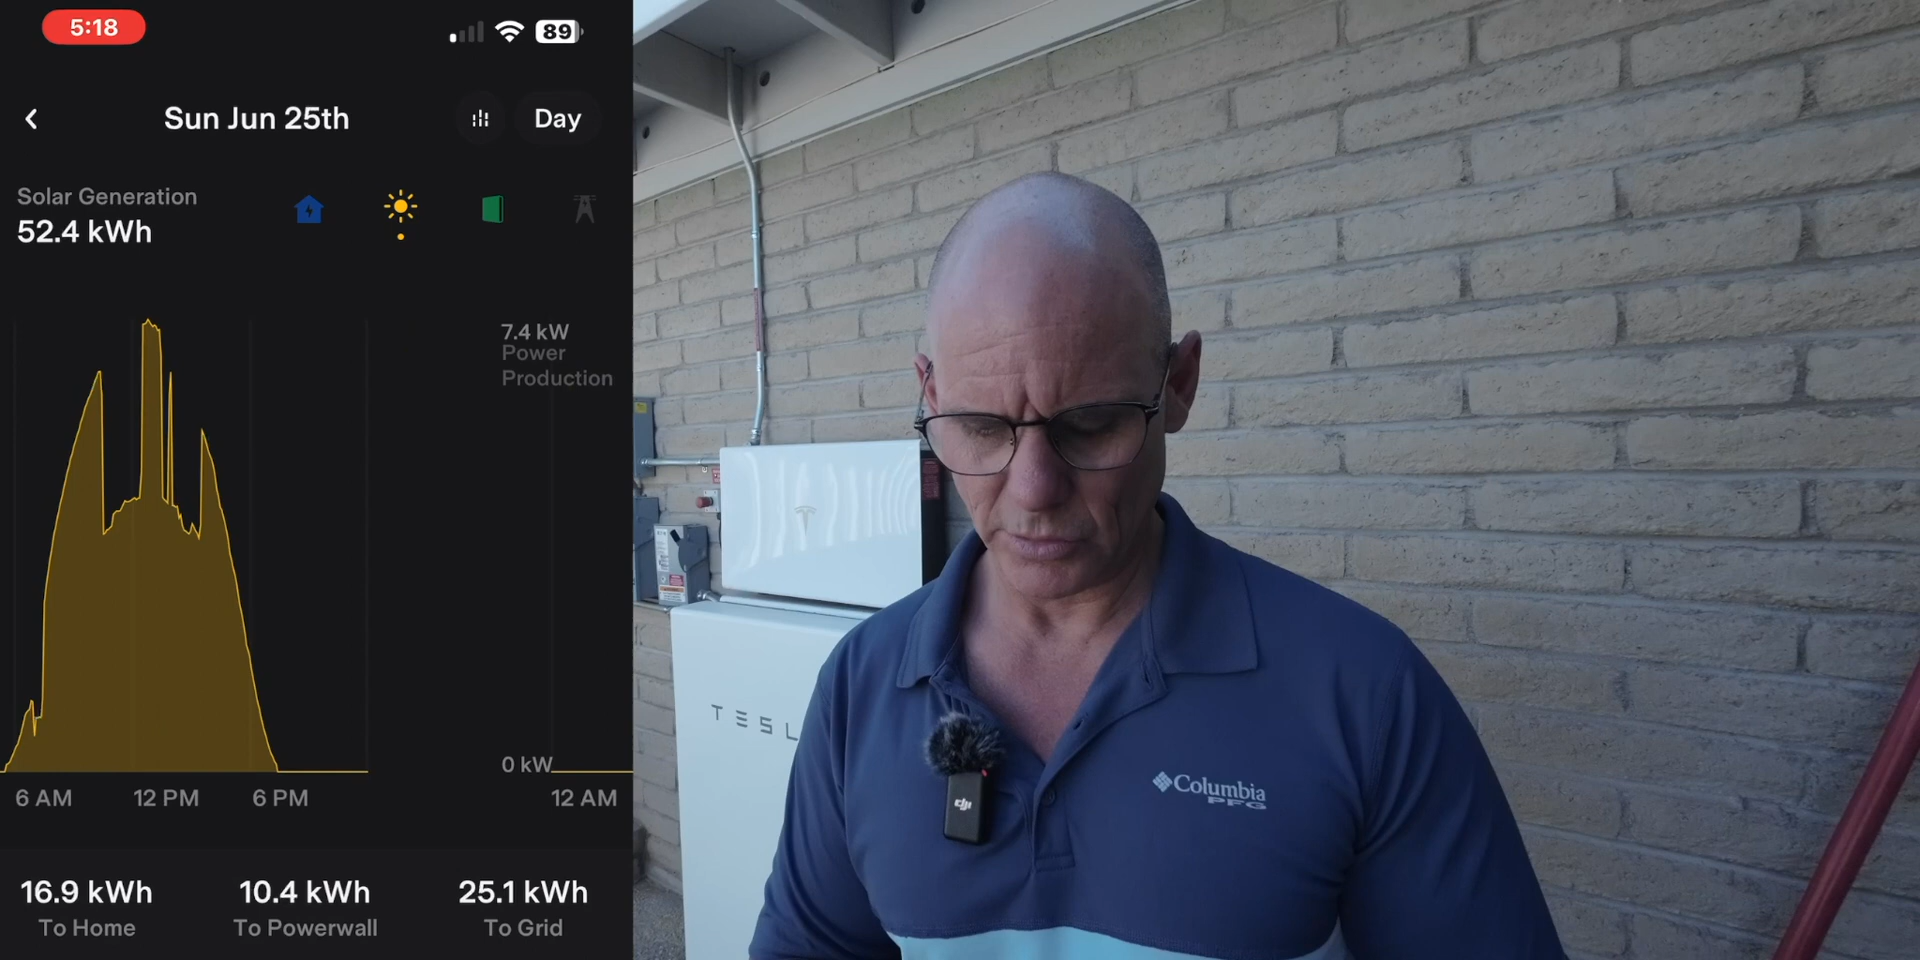 5:18
89
Sun Jun 25th
Day
Solar Generation
52.4 kWh
7.4 kW
Power
Production
0 kW
6 AM
12 PM
6 PM
12 AM
16.9 kWh
10.4 kWh
25.1 kWh
To Home
To Powerwall
To Grid
TESL
dji
Columbia
PFG